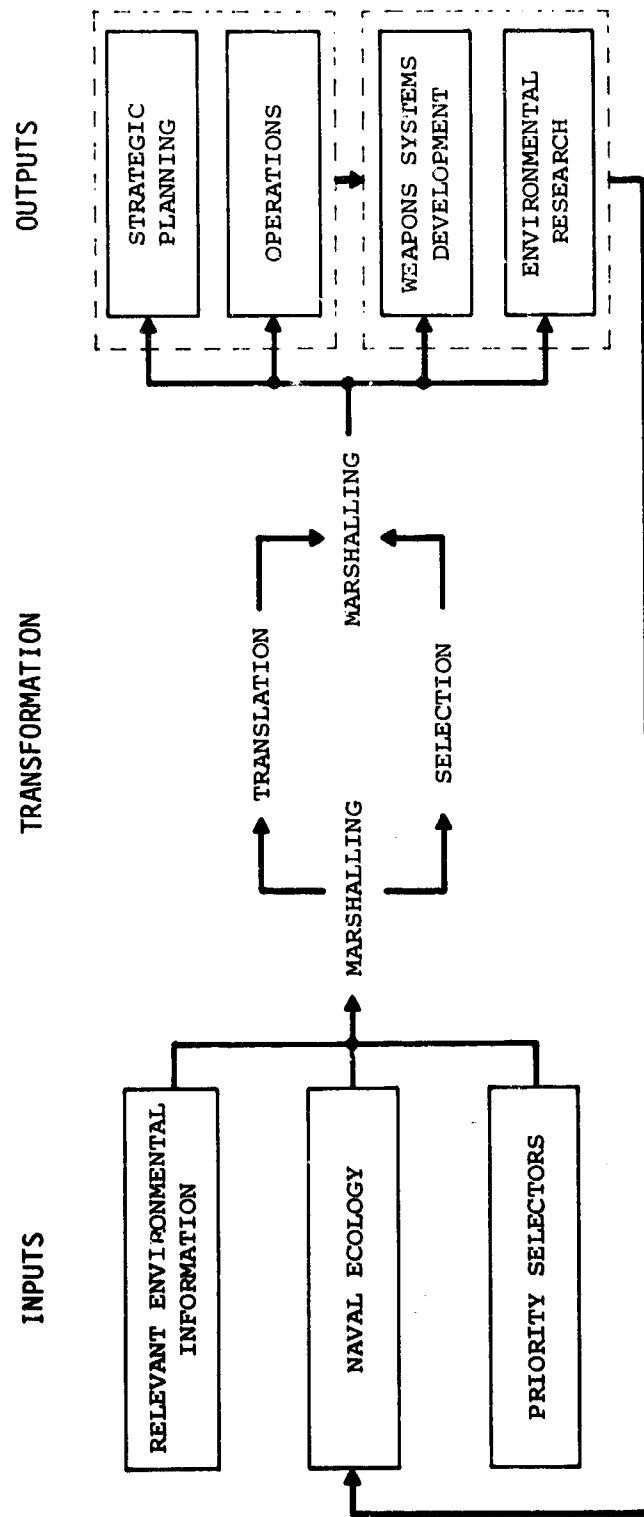 INPUTS
TRANSFORMATION
OUTPUTS
RELEVANT ENVIRONMENTAL
INFORMATION
NAVAL ECOLOGY
PRIORITY SELECTORS
MARSHALLING
TRANSLATION
SELECTION
MARSHALLING
STRATEGIC
PLANNING
OPERATIONS
WEAPONS SYSTEMS
DEVELOPMENT
ENVIRONMENTAL
RESEARCH